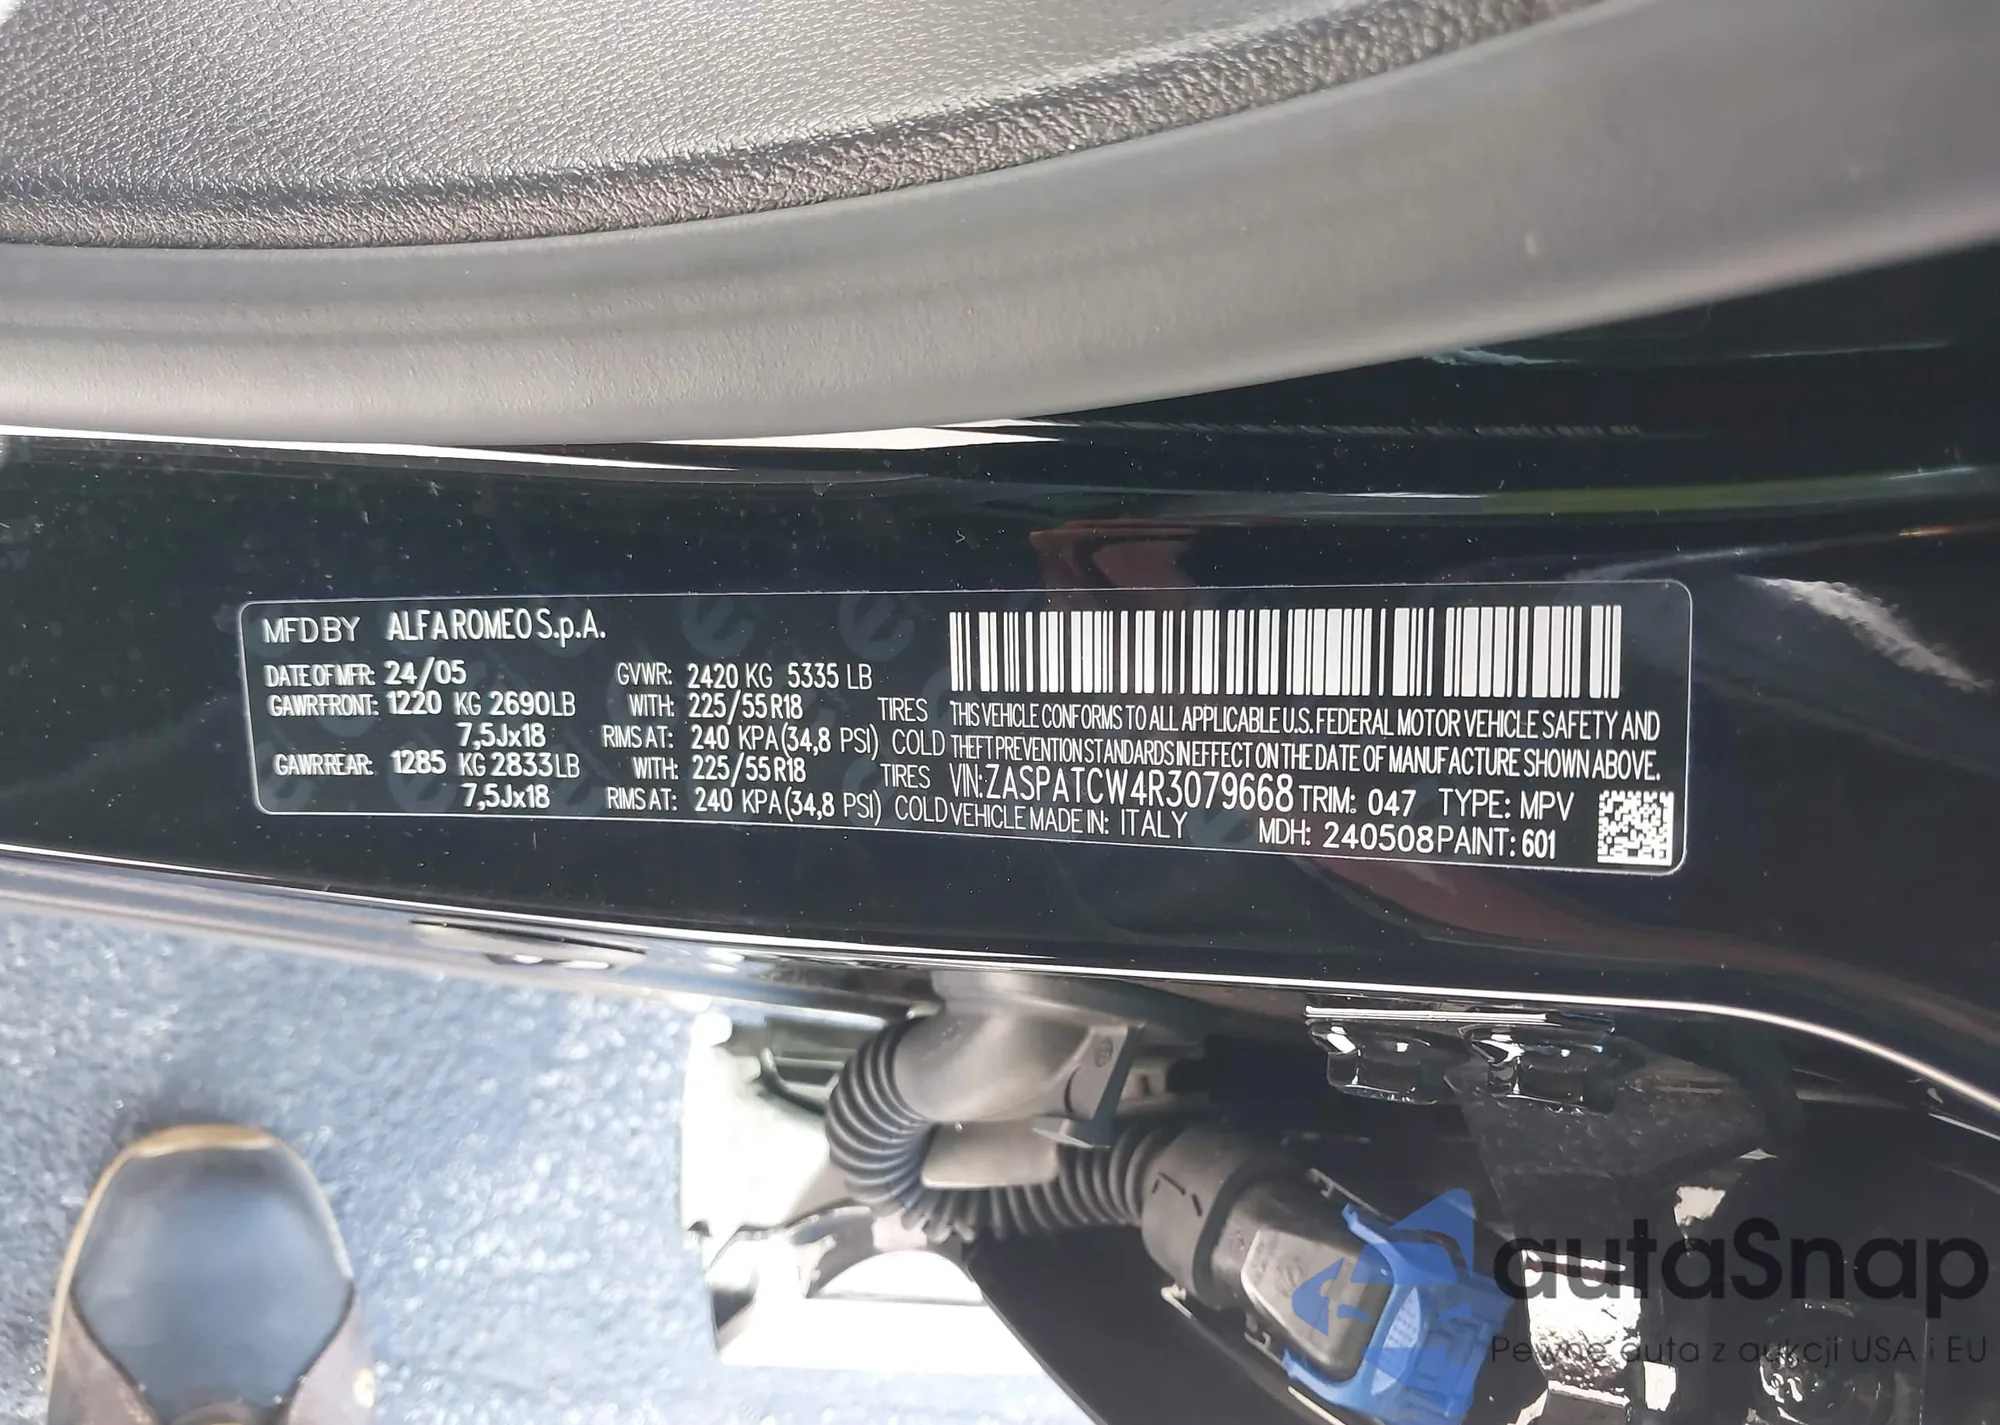 MFD BY ALFA ROMEO S.p.A.
DATE OF MFR: 24/05 GVWR: 2420 KG 5335 LB
GAWR FRONT: 1220 KG 2690 LB WITH: 225/55 R18 TIRES
7,5Jx18 RIMS AT: 240 KPA (34,8 PSI) COLD
GAWR REAR: 1285 KG 2833 LB WITH: 225/55 R18 TIRES
7,5Jx18 RIMS AT: 240 KPA (34,8 PSI) COLD
THIS VEHICLE CONFORMS TO ALL APPLICABLE U.S. FEDERAL MOTOR VEHICLE SAFETY AND
THEFT PREVENTION STANDARDS IN EFFECT ON THE DATE OF MANUFACTURE SHOWN ABOVE.
VIN: ZASPATCW4R3079668 TRIM: 047 TYPE: MPV
VEHICLE MADE IN: ITALY MDH: 240508 PAINT: 601
autaSnap
Pewne auta z aukcji USA i EU